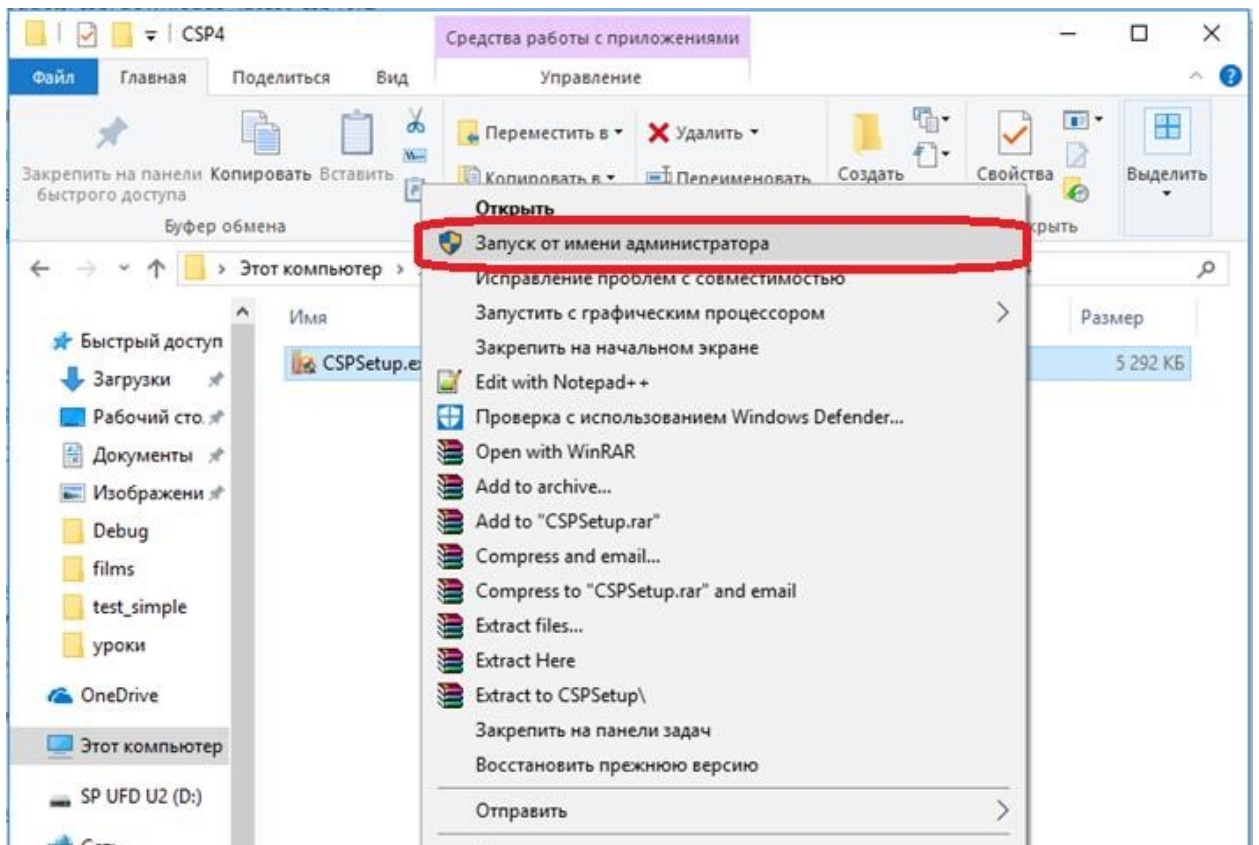 CSP4
Средства работы с приложениями
Файл
Главная
Поделиться
Вид
Управление
Закрепить на панели
быстрого доступа
Копировать
Вставить
Переместить в
Копировать в
Удалить
Переименовать
Создать
Свойства
Выделить
Буфер обмена
Этот компьютер
Имя
Размер
CSPSetup.ex
5 292 КБ
Быстрый доступ
Загрузки
Рабочий сто.
Документы
Изображени
Debug
films
test_simple
уроки
OneDrive
Этот компьютер
SP UFD U2 (D:)
Открыть
Запуск от имени администратора
Исправление проблем с совместимостью
Запустить с графическим процессором
Закрепить на начальном экране
Edit with Notepad++
Проверка с использованием Windows Defender...
Open with WinRAR
Add to archive...
Add to "CSPSetup.rar"
Compress and email...
Compress to "CSPSetup.rar" and email
Extract files...
Extract Here
Extract to CSPSetup\
Закрепить на панели задач
Восстановить прежнюю версию
Отправить